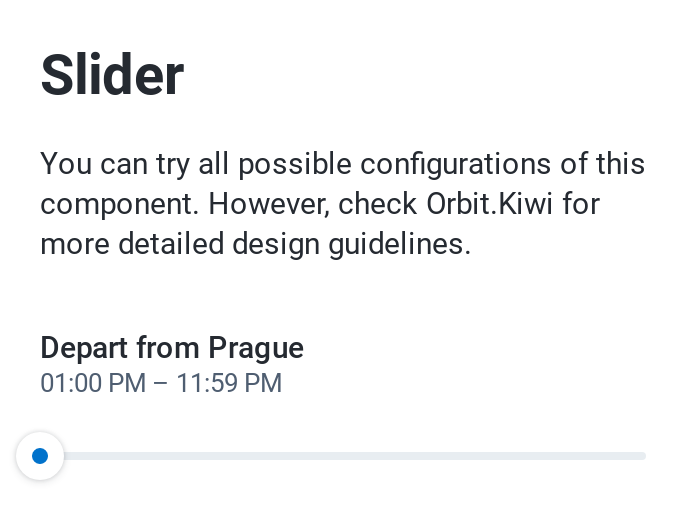 Slider
You can try all possible configurations of this
component. However, check Orbit.Kiwi for
more detailed design guidelines.
Depart from Prague
01:00 PM – 11:59 PM